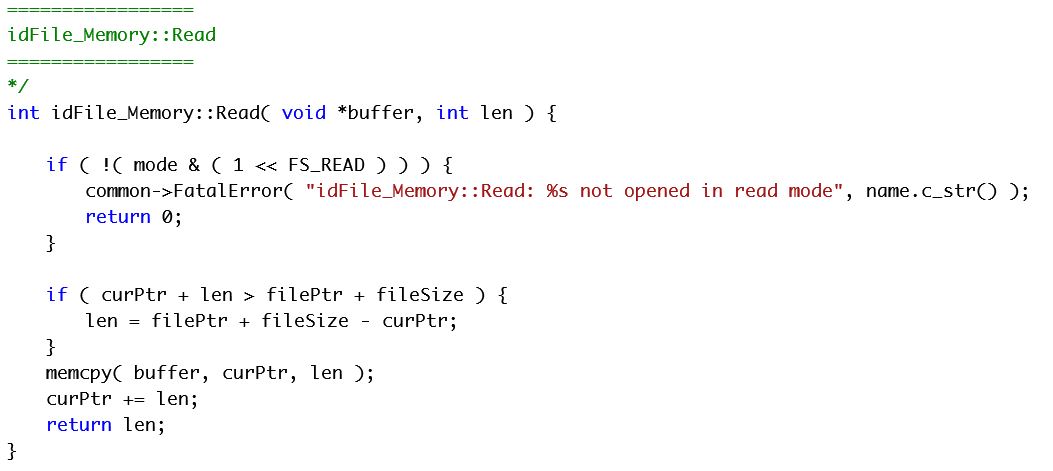 =================
idFile_Memory::Read
=================
*/
int idFile_Memory::Read( void *buffer, int len ) {
if ( !( mode & ( 1 << FS_READ ) ) ) {
common->FatalError( "idFile_Memory::Read: %s not opened in read mode", name.c_str() );
return 0;
}
if ( curPtr + len > filePtr + fileSize ) {
len = filePtr + fileSize - curPtr;
}
memcpy( buffer, curPtr, len );
curPtr += len;
return len;
}